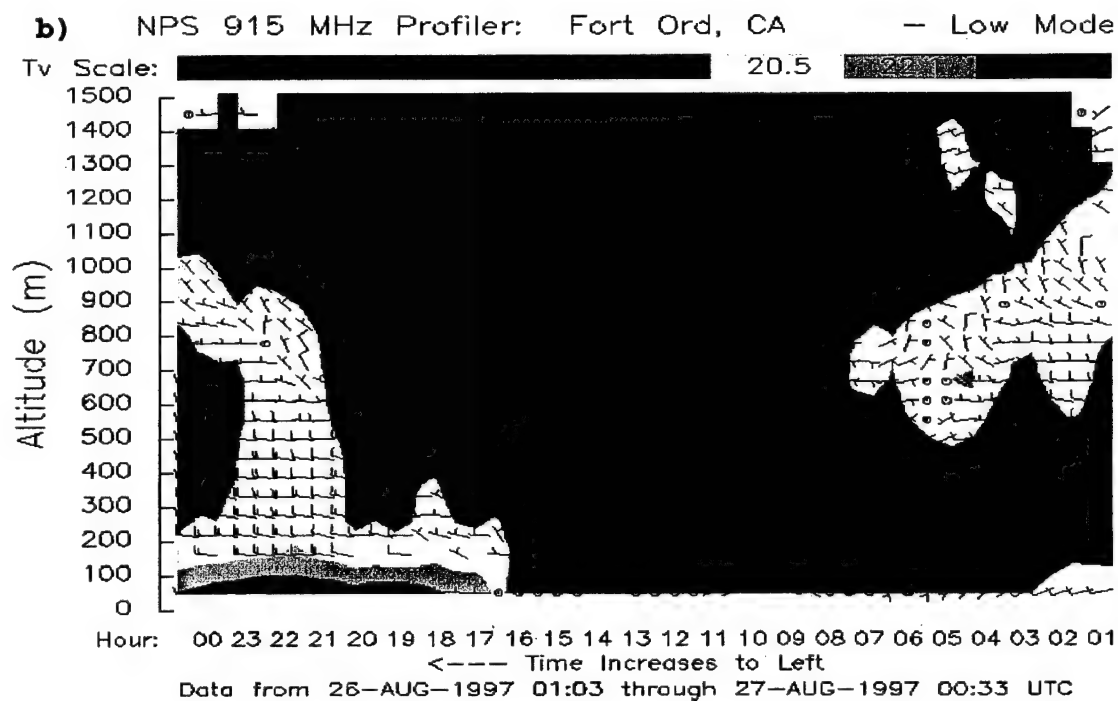 b) NPS 915 MHz Profiler: Fort Ord, CA — Low Mode
Tv Scale: 20.5 22.1
1500
1400
1300
1200
1100
1000
900
800
700
600
500
400
300
200
100
0
Altitude (m)
Hour: 00 23 22 21 20 19 18 17 16 15 14 13 12 11 10 09 08 07 06 05 04 03 02 01
<---- Time Increases to Left
Data from 26-AUG-1997 01:03 through 27-AUG-1997 00:33 UTC